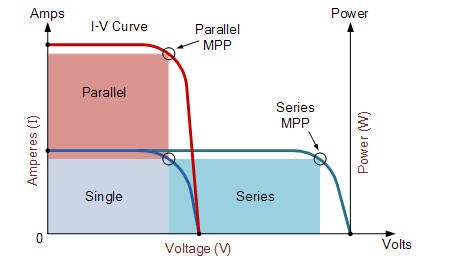 Amps
I-V Curve
Parallel
MPP
Power
Parallel
Series
MPP
Amperes (I)
Power (W)
Single
Series
0
Voltage (V)
Volts